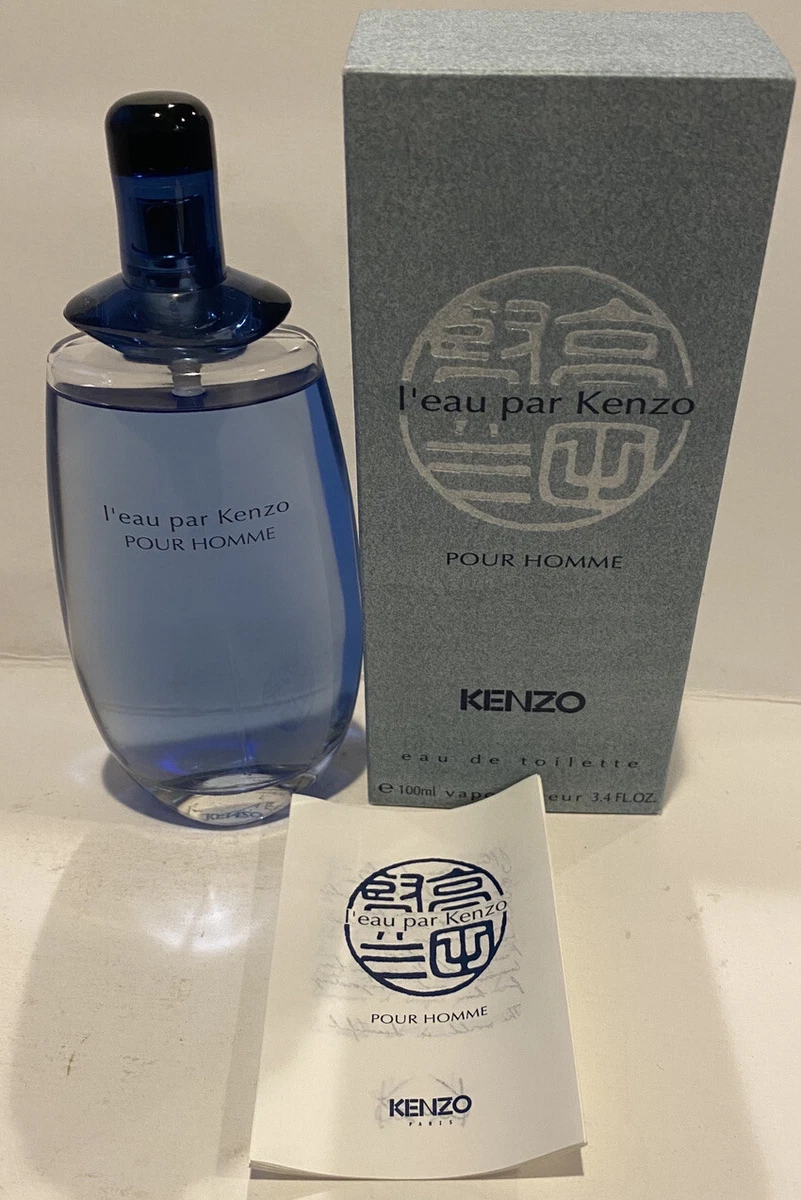 l'eau par Kenzo
POUR HOMME
KENZO
l'eau par Kenzo
POUR HOMME
KENZO
eau de toilette
e 100ml 3.4 FL.OZ.
l'eau par Kenzo
POUR HOMME
KENZO
PARIS